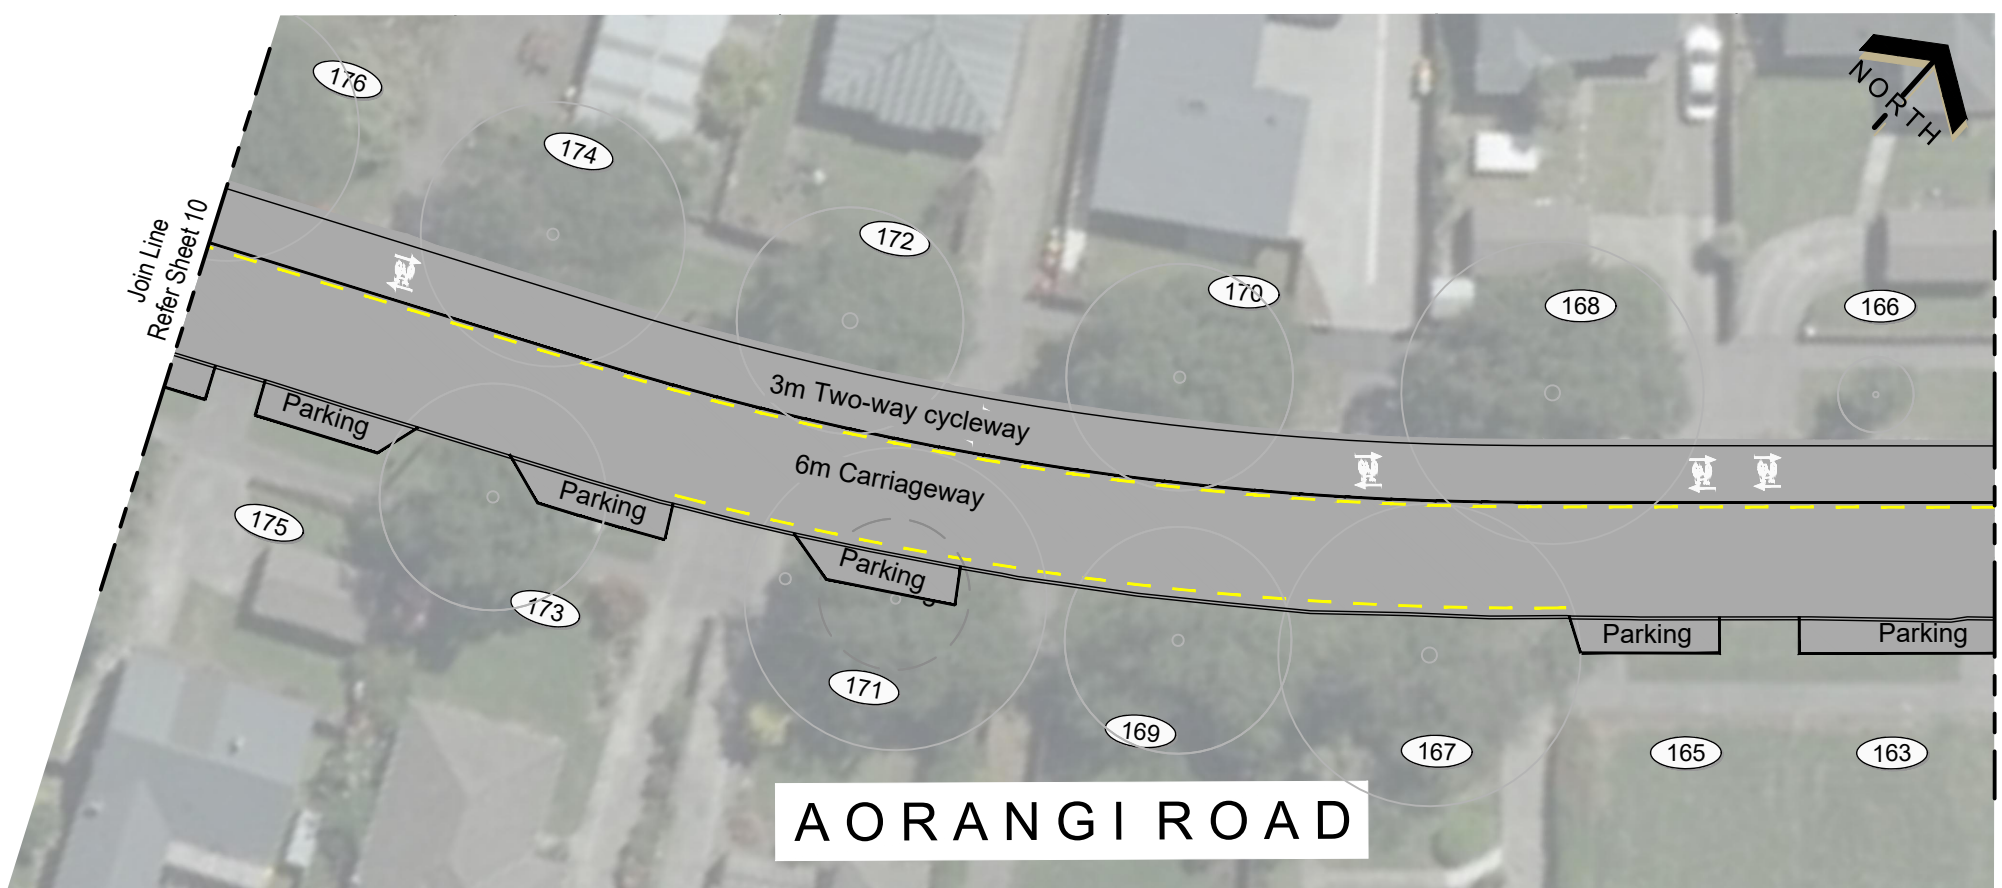 176
174
172
170
168
166
NORTH
Join Line
Refer Sheet 10
3m Two-way cycleway
6m Carriageway
Parking
Parking
Parking
Parking
Parking
175
173
171
169
167
165
163
AORANGI ROAD